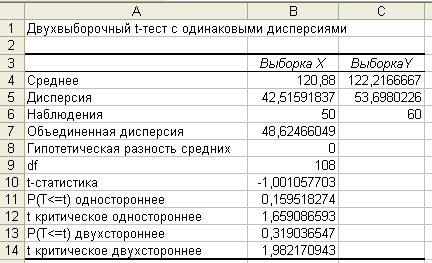 A B C
1 Двухвыборочный t-тест с одинаковыми дисперсиями
2
3 Выборка X ВыборкаY
4 Среднее 120,88 122,2166667
5 Дисперсия 42,51591837 53,6980226
6 Наблюдения 50 60
7 Объединенная дисперсия 48,62466049
8 Гипотетическая разность средних 0
9 df 108
10 t-статистика -1,001057703
11 P(T<=t) одностороннее 0,159518274
12 t критическое одностороннее 1,659086593
13 P(T<=t) двухстороннее 0,319036547
14 t критическое двухстороннее 1,982170943